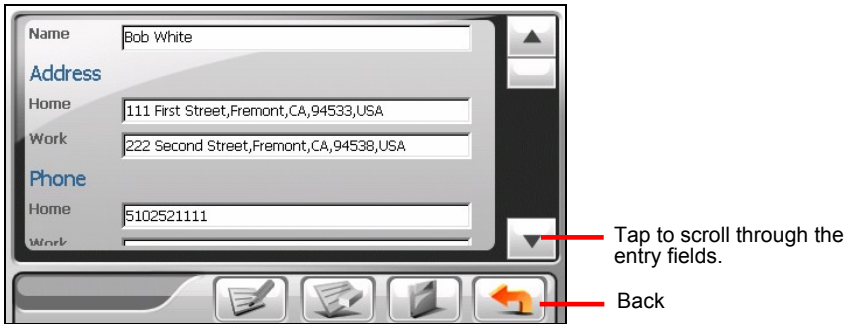 Name Bob White
Address
Home 111 First Street,Fremont,CA,94533,USA
Work 222 Second Street,Fremont,CA,94538,USA
Phone
Home 5102521111
Work
Tap to scroll through the
entry fields.
Back